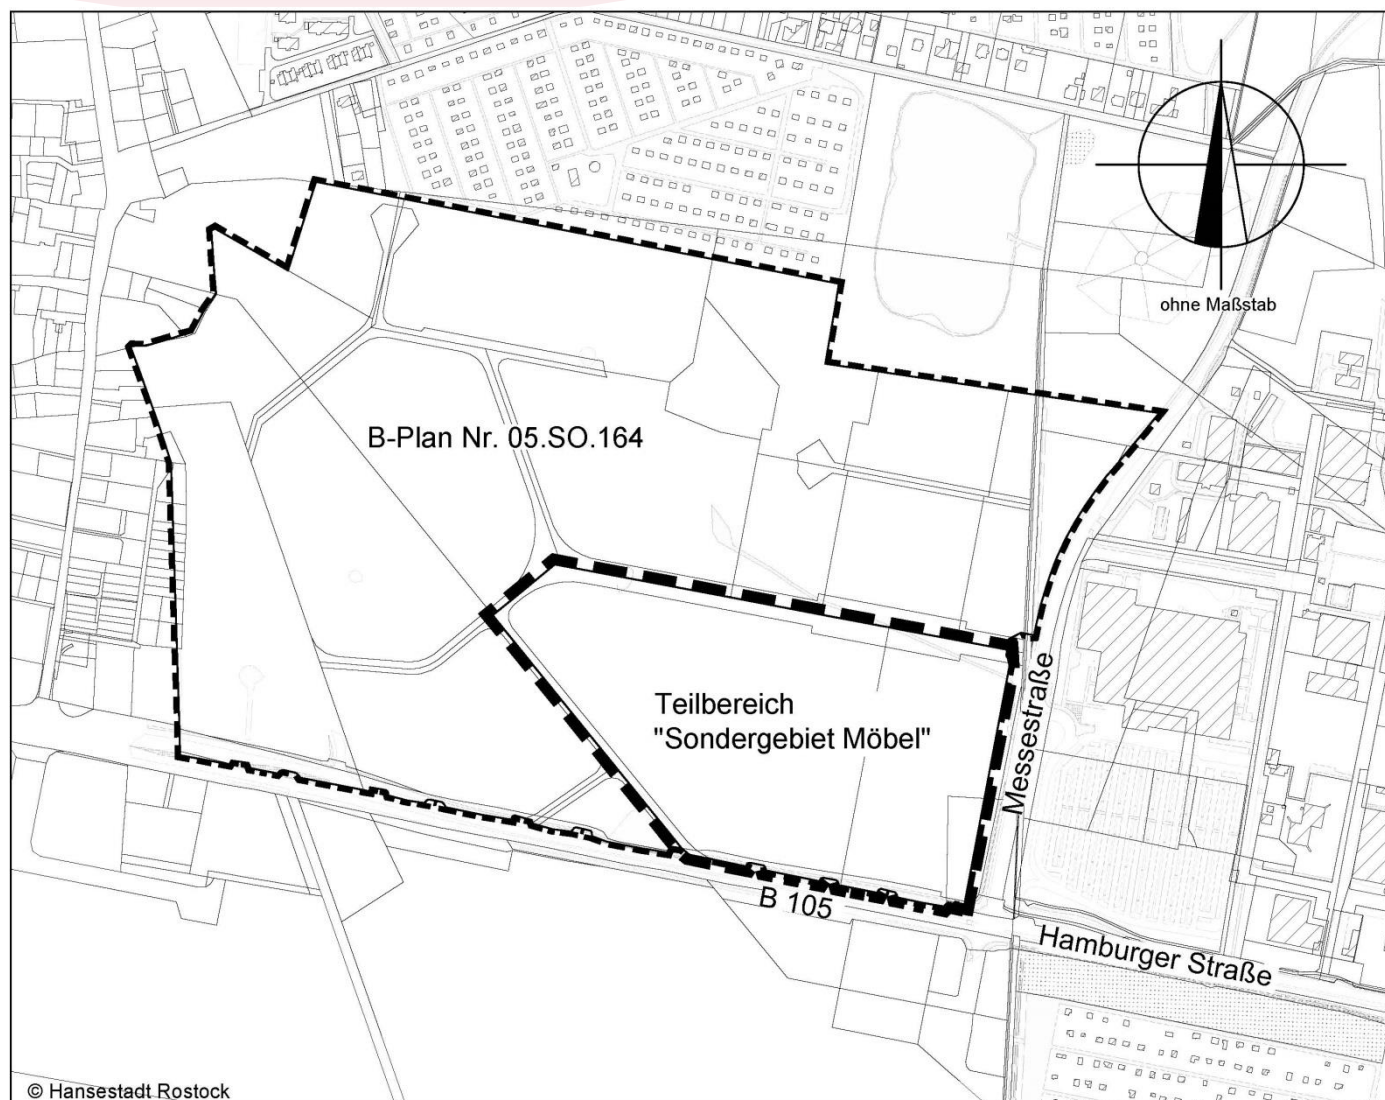 ohne Maßstab
B-Plan Nr. 05.SO.164
Teilbereich
"Sondergebiet Möbel"
Messestraße
B 105
Hamburger Straße
© Hansestadt Rostock